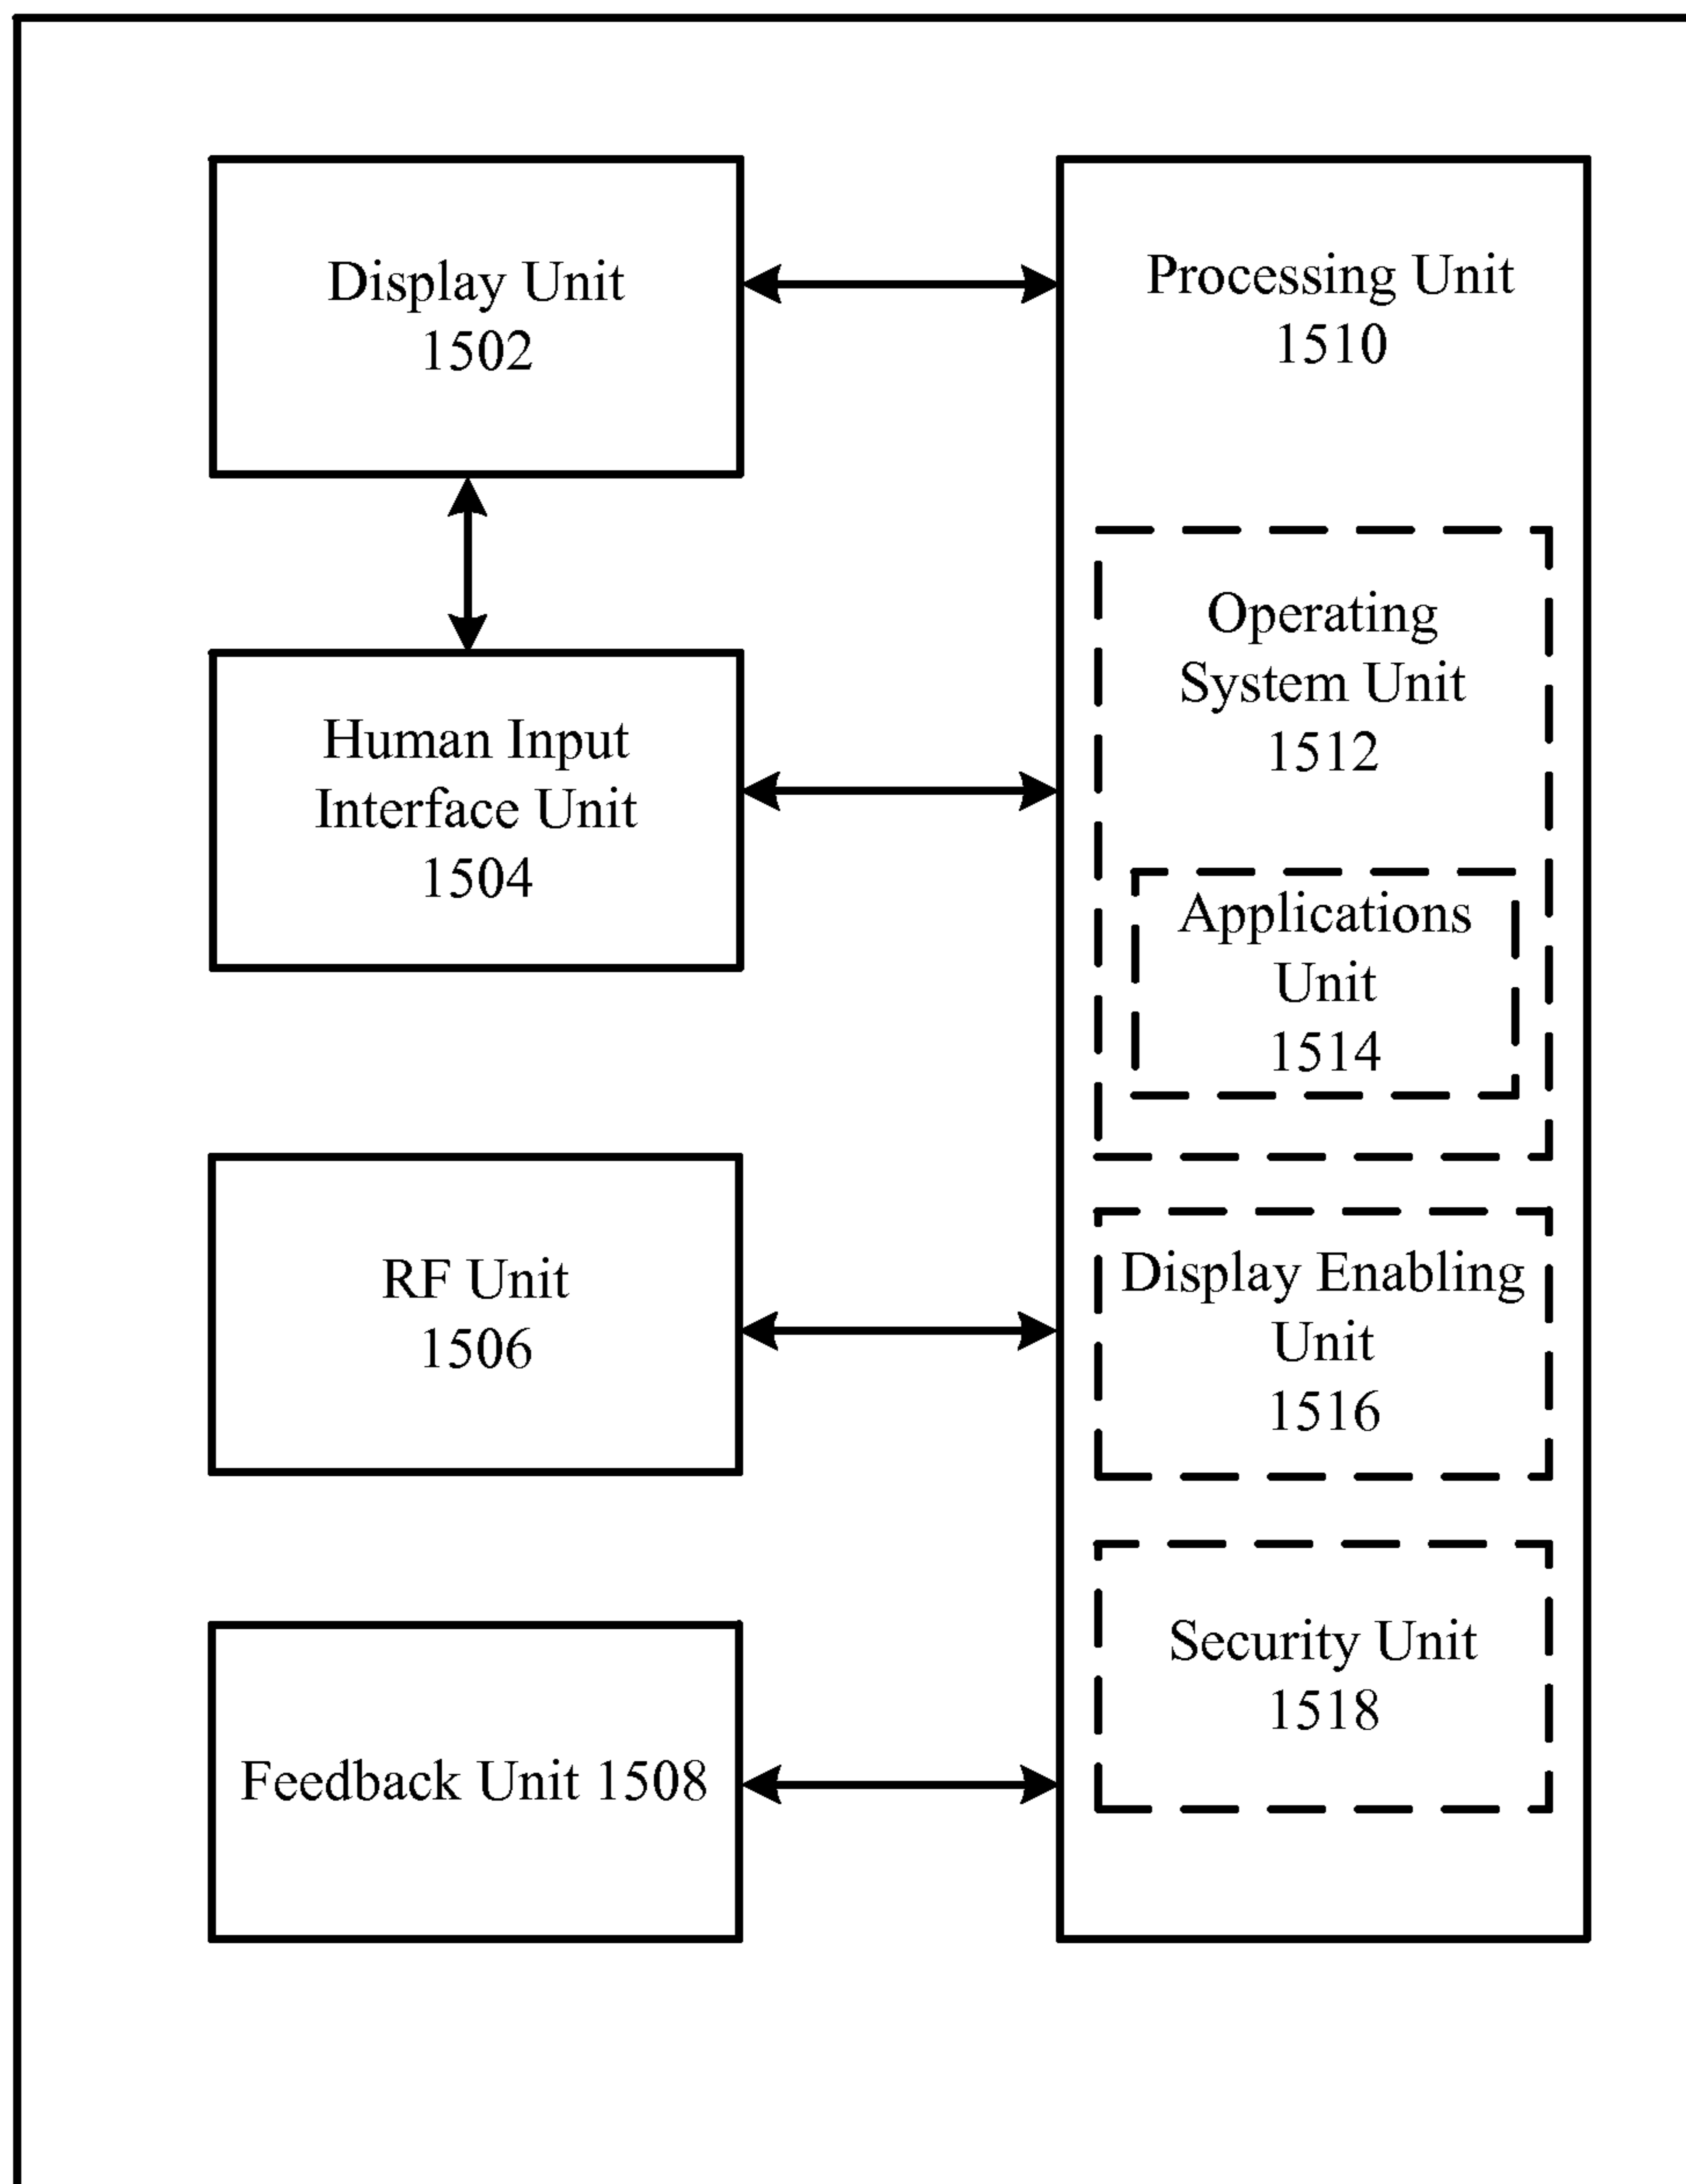 Display Unit
1502
Human Input
Interface Unit
1504
RF Unit
1506
Feedback Unit 1508
Processing Unit
1510
Operating
System Unit
1512
Applications
Unit
1514
Display Enabling
Unit
1516
Security Unit
1518